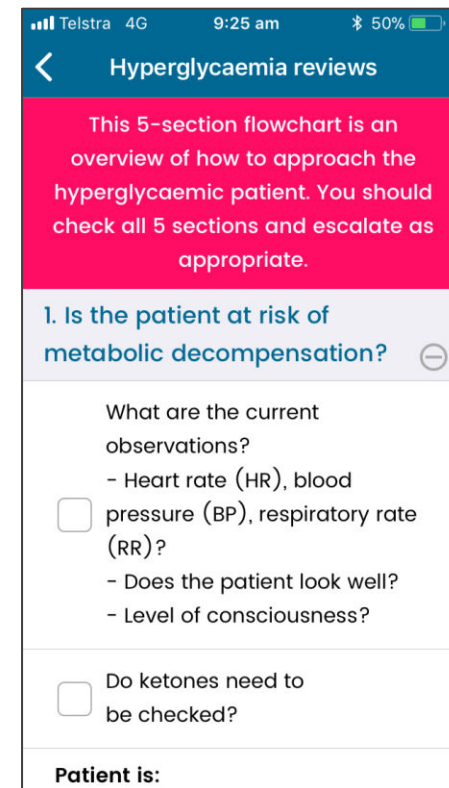 Telstra 4G 9:25 am 50%
Hyperglycaemia reviews
This 5-section flowchart is an
overview of how to approach the
hyperglycaemic patient. You should
check all 5 sections and escalate as
appropriate.
1. Is the patient at risk of
metabolic decompensation?
What are the current
observations?
- Heart rate (HR), blood
pressure (BP), respiratory rate
(RR)?
- Does the patient look well?
- Level of consciousness?
Do ketones need to
be checked?
Patient is: